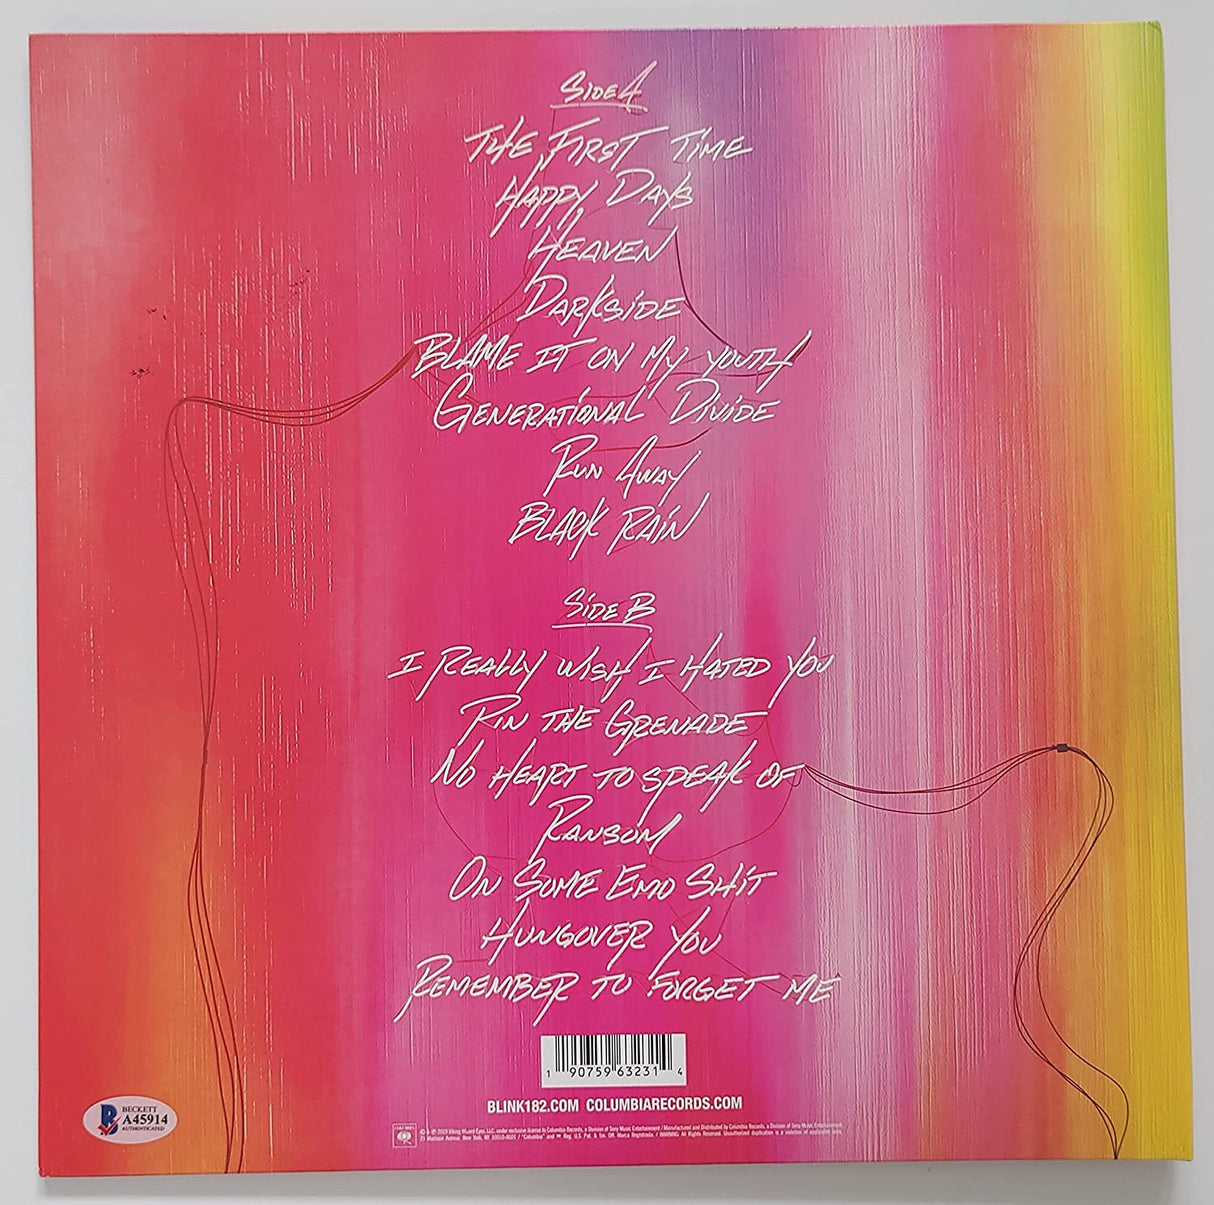 Side A
The First Time
Happy Days
Heaven
Darkside
Blame It On My Youth
Generational Divide
Run Away
Black Rain
Side B
I Really Wish I Hated You
Pin The Grenade
No Heart To Speak Of
Ransom
On Some Emo Shit
Hungover You
Remember To Forget Me
1 90759 63231 4
BLINK182.COM COLUMBIARECORDS.COM
BECKETT
A45914
AUTHENTICATED